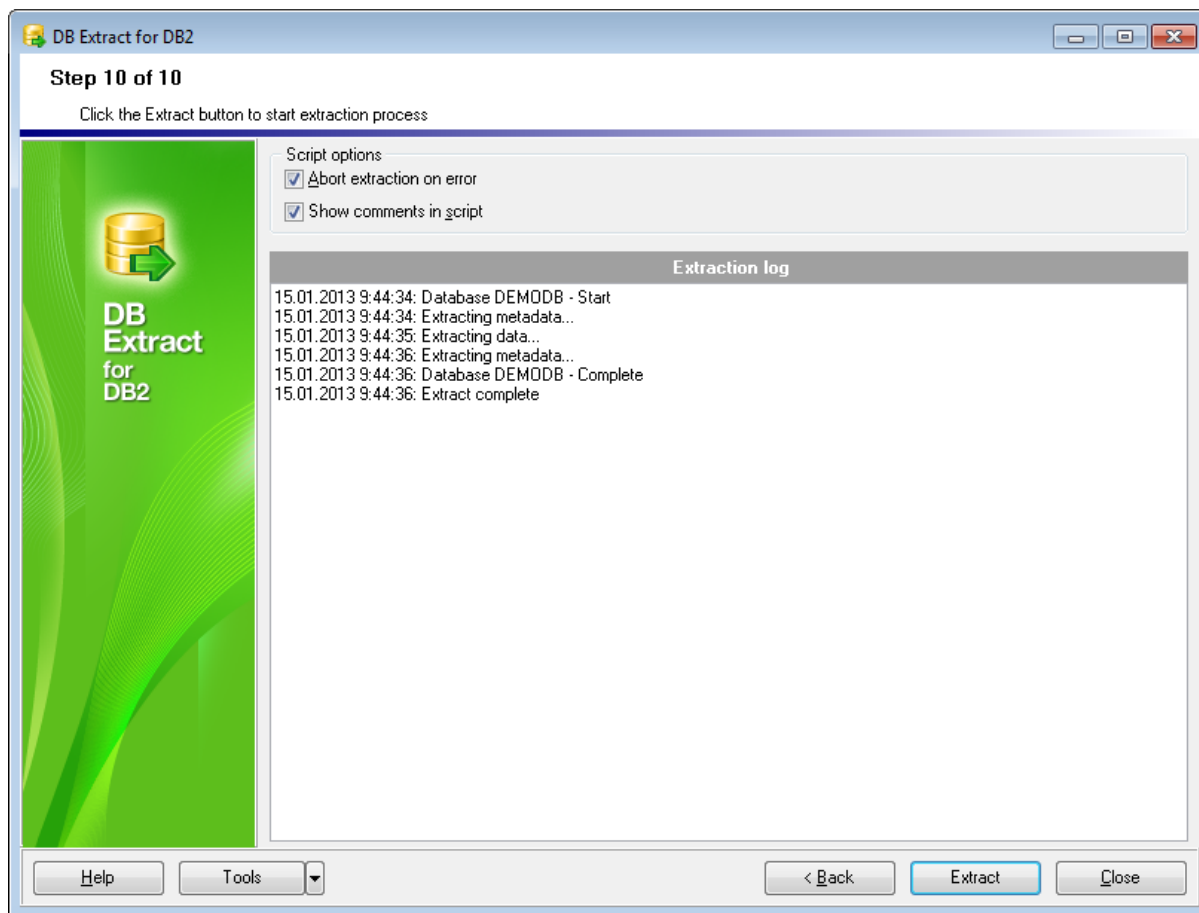 DB Extract for DB2
Step 10 of 10
Click the Extract button to start extraction process
DB
Extract
for
DB2
Script options
Abort extraction on error
Show comments in script
Extraction log
15.01.2013 9:44:34: Database DEMODB - Start
15.01.2013 9:44:34: Extracting metadata...
15.01.2013 9:44:35: Extracting data...
15.01.2013 9:44:36: Extracting metadata...
15.01.2013 9:44:36: Database DEMODB - Complete
15.01.2013 9:44:36: Extract complete
Help Tools < Back Extract Close